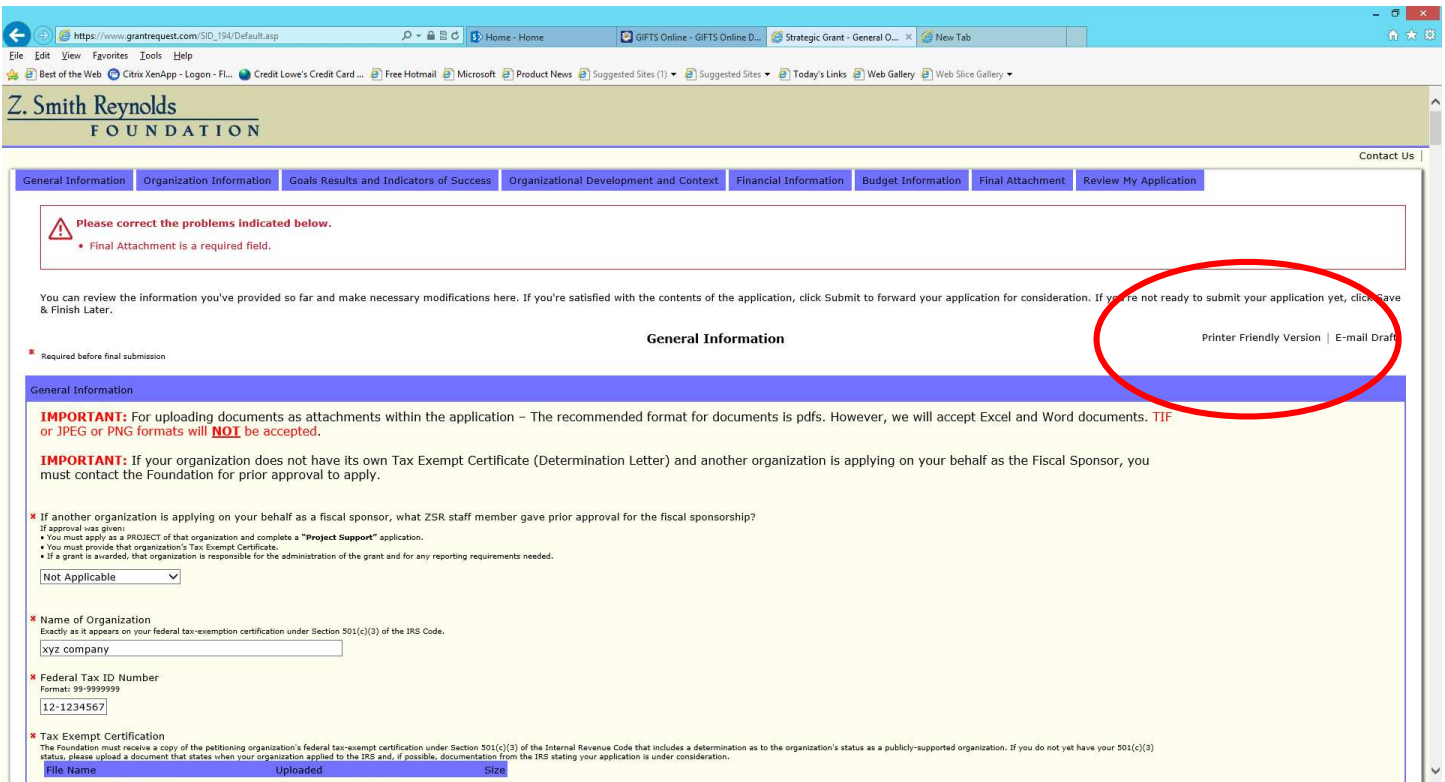 https://www.grantrequest.com/SID_194/Default.asp
Home - Home
GIFTS Online - GIFTS Online D...
Strategic Grant - General O...
New Tab
File Edit View Favorites Tools Help
Best of the Web Citrix XenApp - Logon - Fl... Credit Lowe's Credit Card ... Free Hotmail Microsoft Product News Suggested Sites (1) Suggested Sites Today's Links Web Gallery Web Slice Gallery
Z. Smith Reynolds
FOUNDATION
Contact Us |
General Information Organization Information Goals Results and Indicators of Success Organizational Development and Context Financial Information Budget Information Final Attachment Review My Application
Please correct the problems indicated below.
• Final Attachment is a required field.
You can review the information you've provided so far and make necessary modifications here. If you're satisfied with the contents of the application, click Submit to forward your application for consideration. If you're not ready to submit your application yet, click Save
& Finish Later.
General Information
Printer Friendly Version | E-mail Draft
* Required before final submission
General Information
IMPORTANT: For uploading documents as attachments within the application – The recommended format for documents is pdfs. However, we will accept Excel and Word documents. TIF
or JPEG or PNG formats will NOT be accepted.
IMPORTANT: If your organization does not have its own Tax Exempt Certificate (Determination Letter) and another organization is applying on your behalf as the Fiscal Sponsor, you
must contact the Foundation for prior approval to apply.
* If another organization is applying on your behalf as a fiscal sponsor, what ZSR staff member gave prior approval for the fiscal sponsorship?
If approval was given:
• You must apply as a PROJECT of that organization and complete a "Project Support" application.
• You must provide that organization's Tax Exempt Certificate.
• If a grant is awarded, that organization is responsible for the administration of the grant and for any reporting requirements needed.
Not Applicable
* Name of Organization
Exactly as it appears on your federal tax-exemption certification under Section 501(c)(3) of the IRS Code.
xyz company
* Federal Tax ID Number
Format: 99-9999999
12-1234567
* Tax Exempt Certification
The Foundation must receive a copy of the petitioning organization's federal tax-exempt certification under Section 501(c)(3) of the Internal Revenue Code that includes a determination as to the organization's status as a publicly-supported organization. If you do not yet have your 501(c)(3)
status, please upload a document that states when your organization applied to the IRS and, if possible, documentation from the IRS stating your application is under consideration.
File Name Uploaded Size